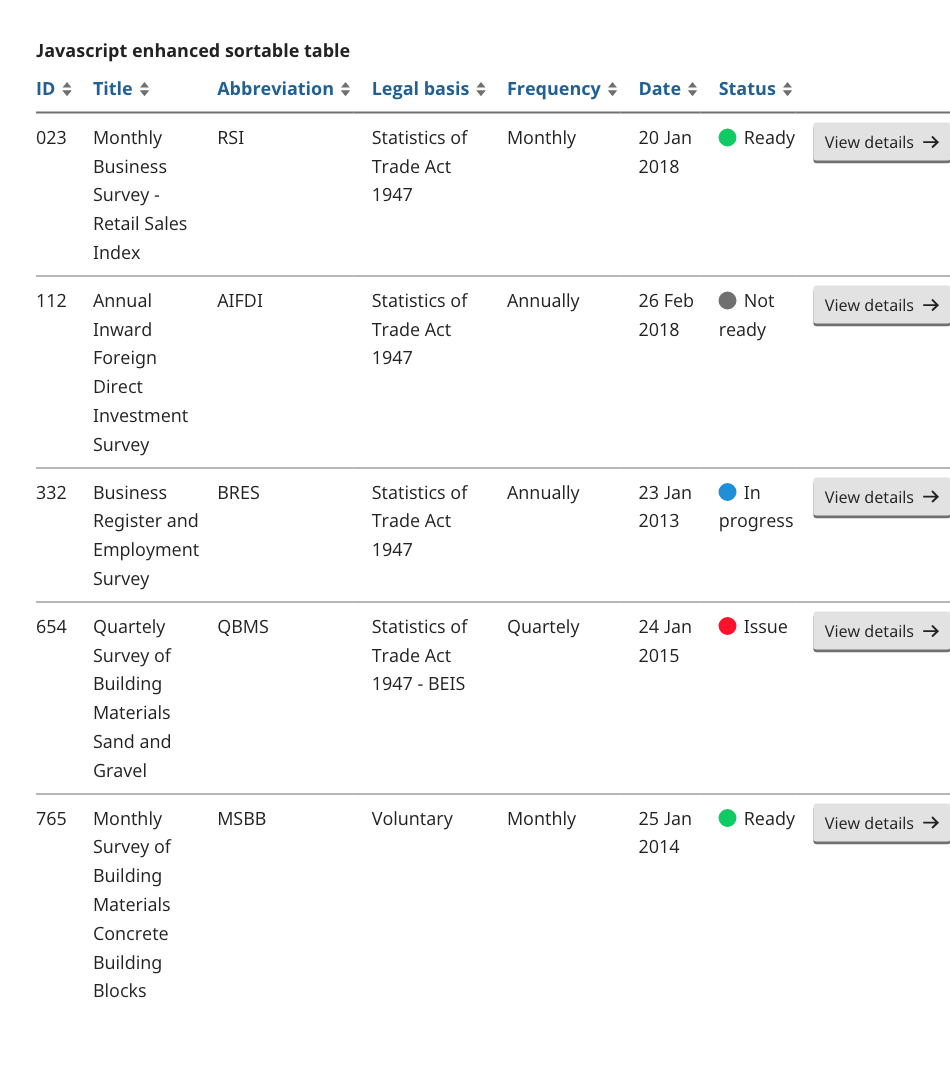 Javascript enhanced sortable table
ID Title Abbreviation Legal basis Frequency Date Status
023 Monthly RSI Statistics of Monthly 20 Jan Ready View details →
Business Trade Act 2018
Survey - 1947
Retail Sales
Index
112 Annual AIFDI Statistics of Annually 26 Feb Not View details →
Inward Trade Act 2018 ready
Foreign 1947
Direct
Investment
Survey
332 Business BRES Statistics of Annually 23 Jan In View details →
Register and Trade Act 2013 progress
Employment 1947
Survey
654 Quartely QBMS Statistics of Quartely 24 Jan Issue View details →
Survey of Trade Act 2015
Building 1947 - BEIS
Materials
Sand and
Gravel
765 Monthly MSBB Voluntary Monthly 25 Jan Ready View details →
Survey of 2014
Building
Materials
Concrete
Building
Blocks